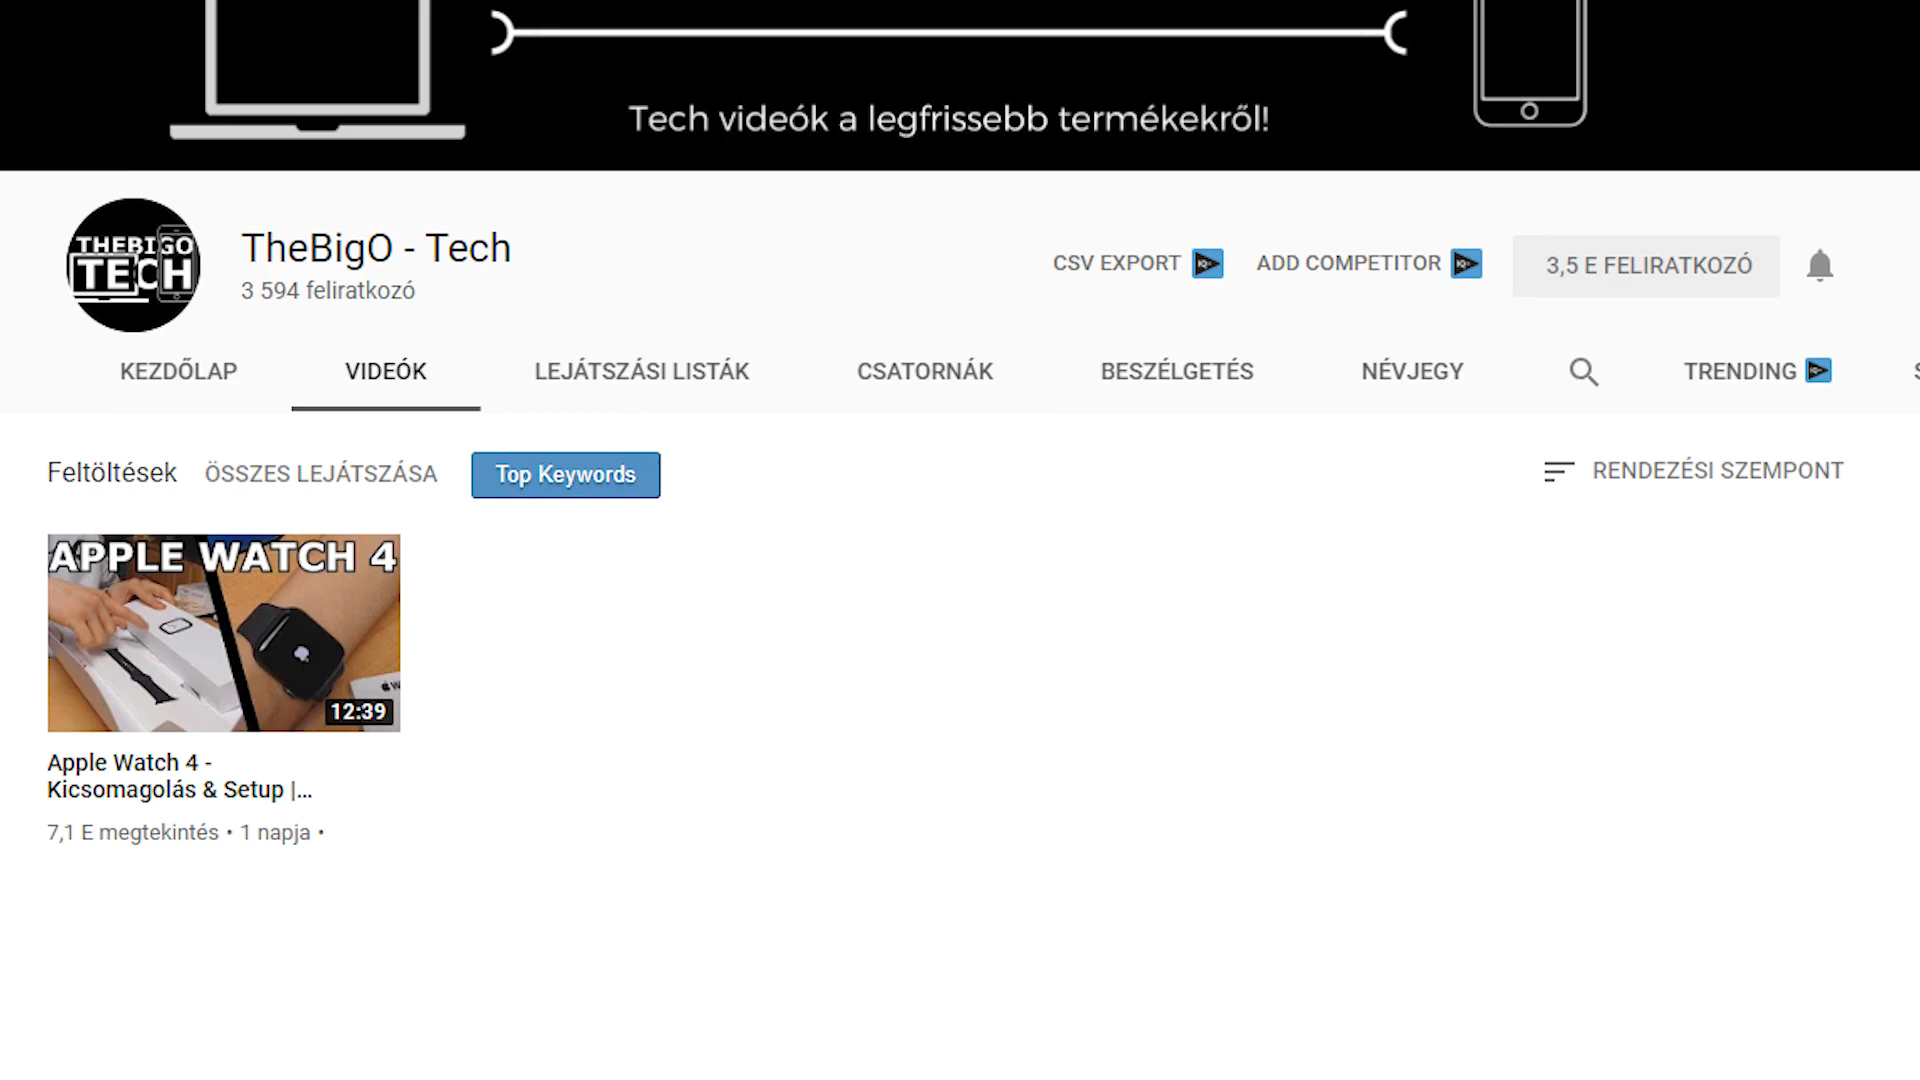 Tech videók a legfrissebb termékekről!
THEBIGO
TECH
TheBigO - Tech
3 594 feliratkozó
CSV EXPORT
ADD COMPETITOR
3,5 E FELIRATKOZÓ
KEZDŐLAP
VIDEÓK
LEJÁTSZÁSI LISTÁK
CSATORNÁK
BESZÉLGETÉS
NÉVJEGY
TRENDING
Feltöltések
ÖSSZES LEJÁTSZÁSA
Top Keywords
RENDEZÉSI SZEMPONT
APPLE WATCH 4
12:39
Apple Watch 4 -
Kicsomagolás & Setup |...
7,1 E megtekintés • 1 napja •